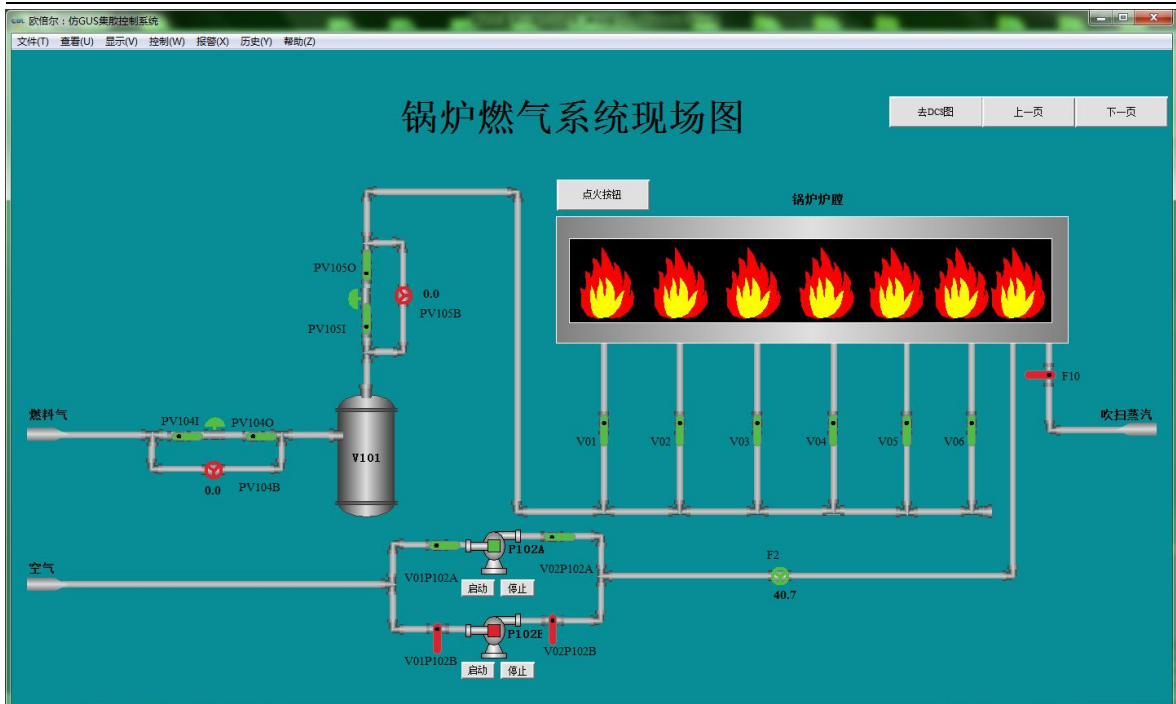 欧倍尔：仿GUS集散控制系统
文件(T) 查看(U) 显示(V) 控制(W) 报警(X) 历史(Y) 帮助(Z)
锅炉燃气系统现场图
去DCS图 上一页 下一页
点火按钮
锅炉炉膛
PV105O
0.0
PV105B
PV105I
F10
燃料气
PV104I PV104O
吹扫蒸汽
V01 V02 V03 V04 V05 V06
V101
0.0 PV104B
P102A
F2
空气
V01P102A V02P102A
启动 停止
40.7
P102B
V01P102B V02P102B
启动 停止